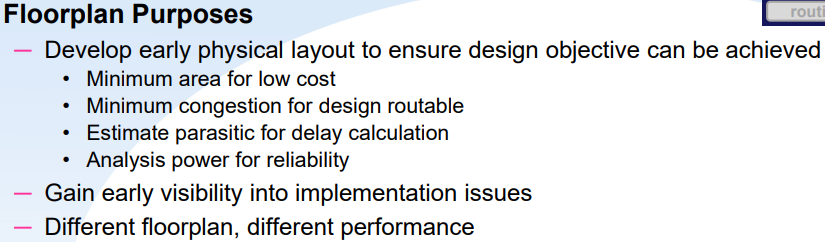 Floorplan Purposes
routi
— Develop early physical layout to ensure design objective can be achieved
• Minimum area for low cost
• Minimum congestion for design routable
• Estimate parasitic for delay calculation
• Analysis power for reliability
— Gain early visibility into implementation issues
— Different floorplan, different performance